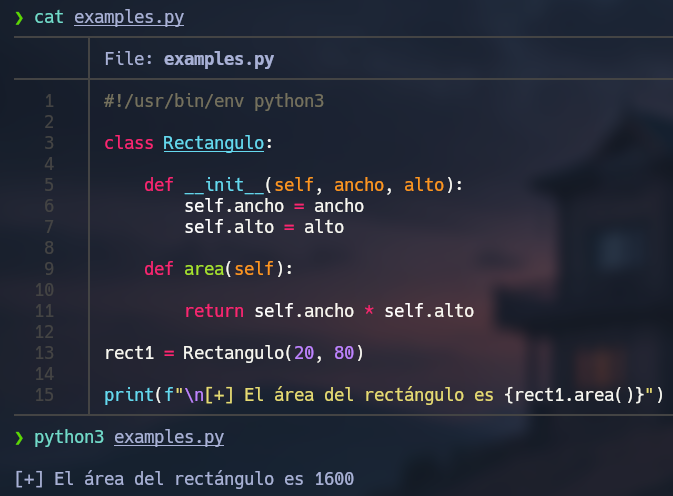 ❯ cat examples.py
File: examples.py
1 #!/usr/bin/env python3
2
3 class Rectangulo:
4
5     def __init__(self, ancho, alto):
6         self.ancho = ancho
7         self.alto = alto
8
9     def area(self):
10
11         return self.ancho * self.alto
12
13 rect1 = Rectangulo(20, 80)
14
15 print(f"\n[+] El área del rectángulo es {rect1.area()}")
❯ python3 examples.py
[+] El área del rectángulo es 1600